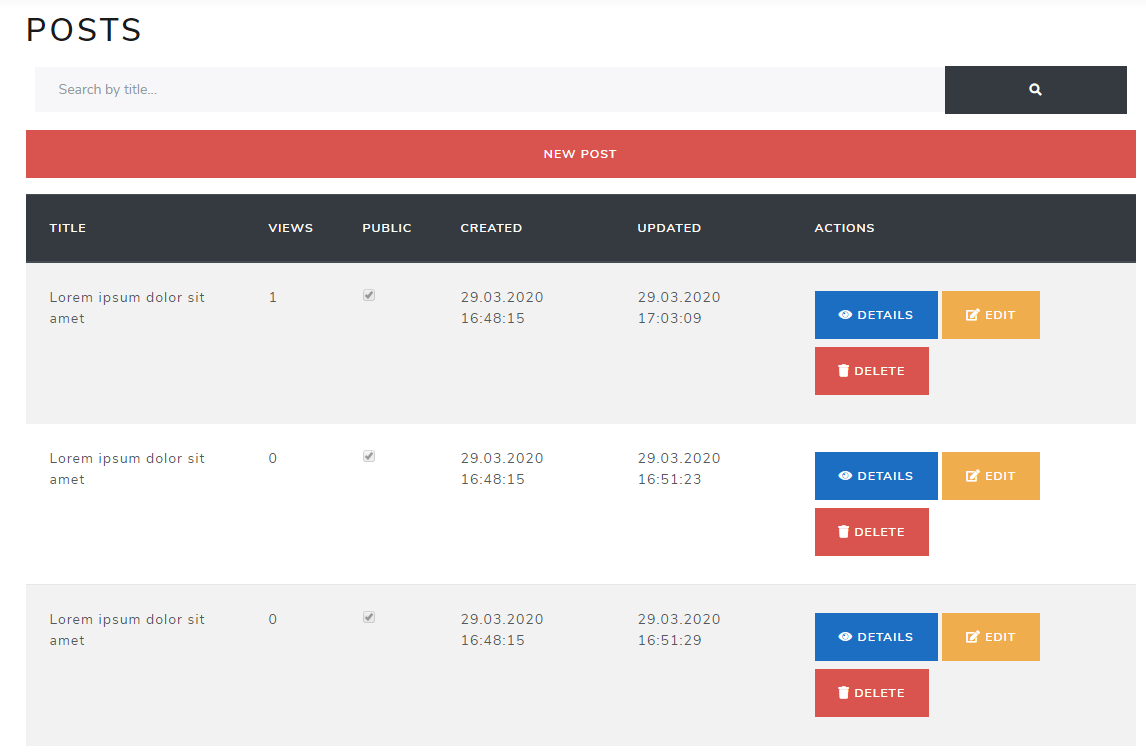 POSTS
Search by title...
NEW POST
TITLE VIEWS PUBLIC CREATED UPDATED ACTIONS
Lorem ipsum dolor sit 1 29.03.2020 29.03.2020 DETAILS EDIT
amet 16:48:15 17:03:09
DELETE
Lorem ipsum dolor sit 0 29.03.2020 29.03.2020 DETAILS EDIT
amet 16:48:15 16:51:23
DELETE
Lorem ipsum dolor sit 0 29.03.2020 29.03.2020 DETAILS EDIT
amet 16:48:15 16:51:29
DELETE